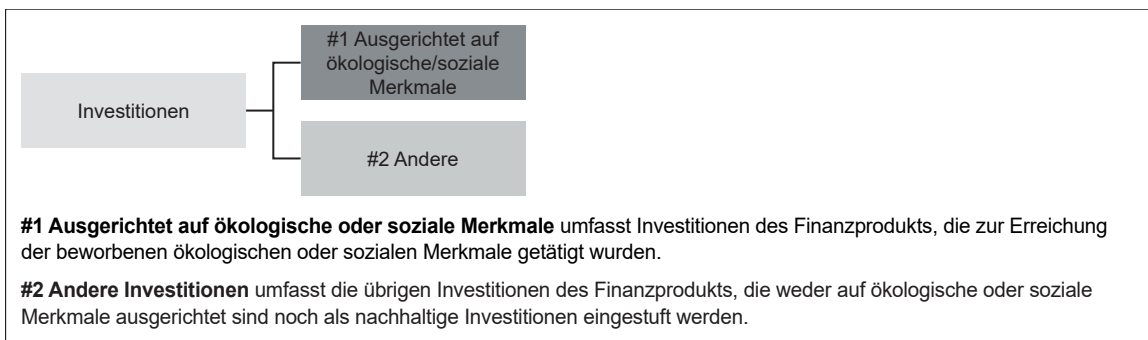 #1 Ausgerichtet auf
ökologische/soziale
Merkmale
Investitionen
#2 Andere
#1 Ausgerichtet auf ökologische oder soziale Merkmale umfasst Investitionen des Finanzprodukts, die zur Erreichung
der beworbenen ökologischen oder sozialen Merkmale getätigt wurden.
#2 Andere Investitionen umfasst die übrigen Investitionen des Finanzprodukts, die weder auf ökologische oder soziale
Merkmale ausgerichtet sind noch als nachhaltige Investitionen eingestuft werden.